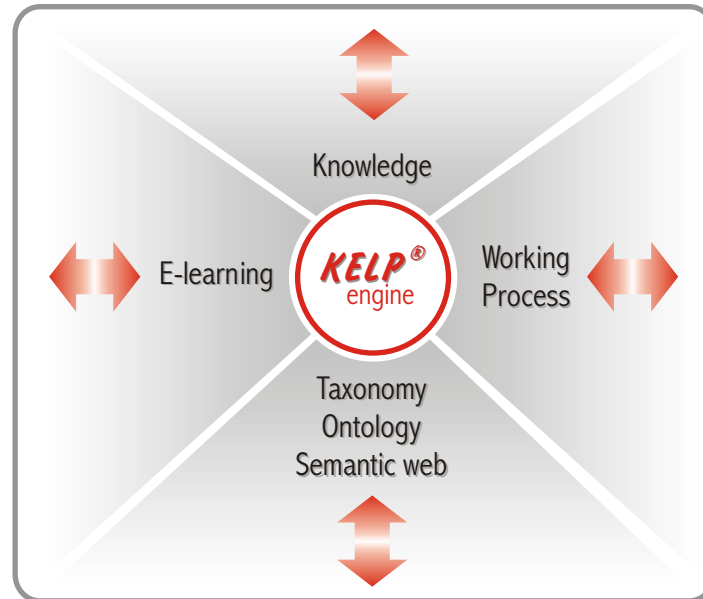 Knowledge
E-learning
KELP®
engine
Working
Process
Taxonomy
Ontology
Semantic web